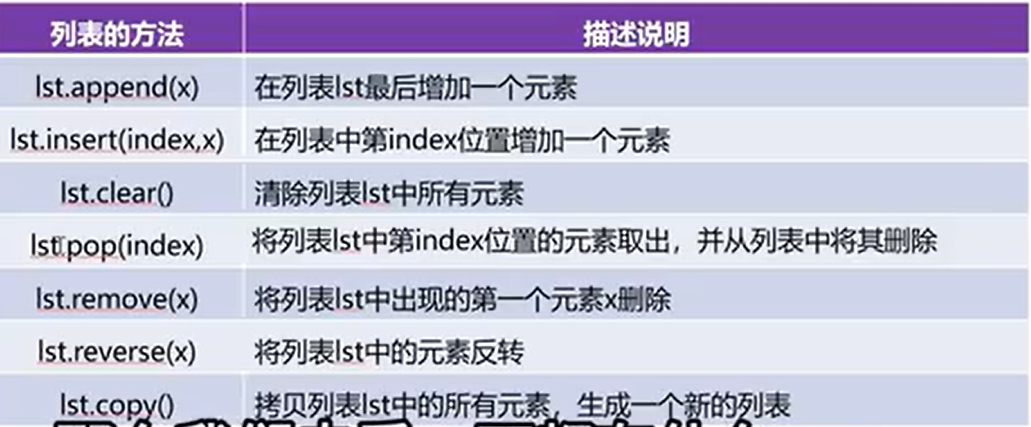 列表的方法 描述说明
lst.append(x) 在列表lst最后增加一个元素
lst.insert(index,x) 在列表中第index位置增加一个元素
lst.clear() 清除列表lst中所有元素
lst.pop(index) 将列表lst中第index位置的元素取出，并从列表中将其删除
lst.remove(x) 将列表lst中出现的第一个元素x删除
lst.reverse(x) 将列表lst中的元素反转
lst.copy() 拷贝列表lst中的所有元素，生成一个新的列表